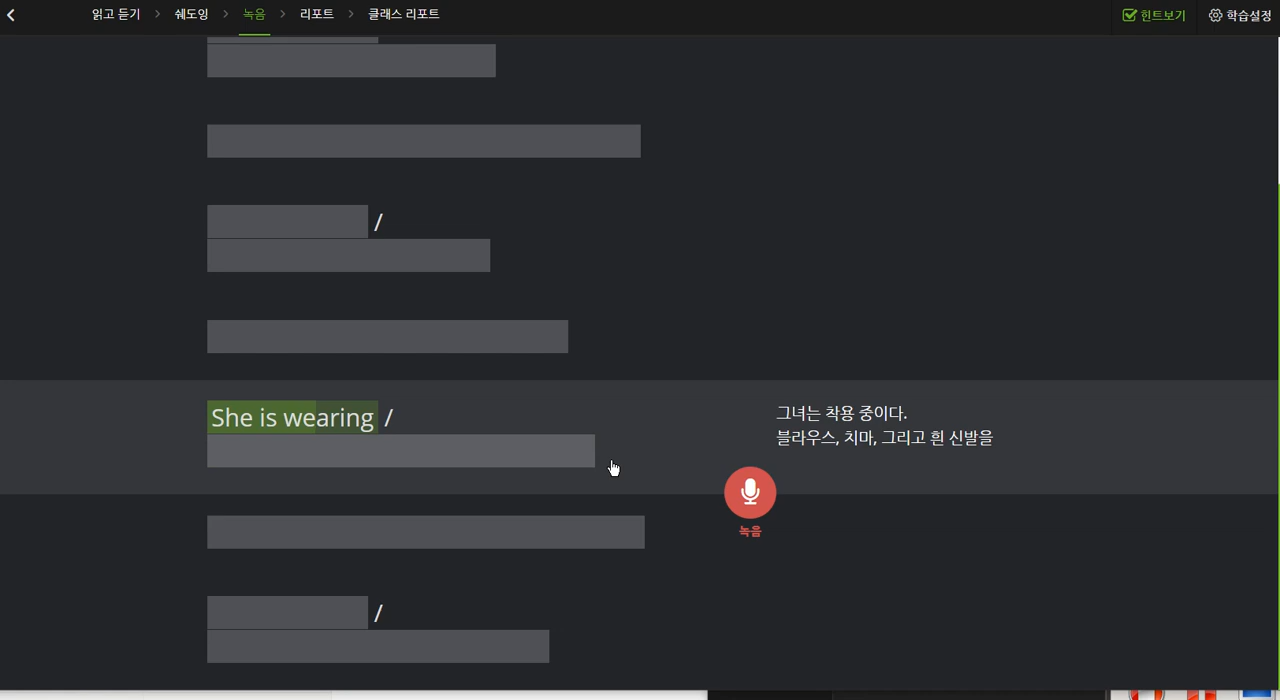 읽고 듣기
쉐도잉
녹음
리포트
클래스 리포트
힌트보기
학습설정
/
She is wearing /
그녀는 착용 중이다.
블라우스, 치마, 그리고 흰 신발을
녹음
/